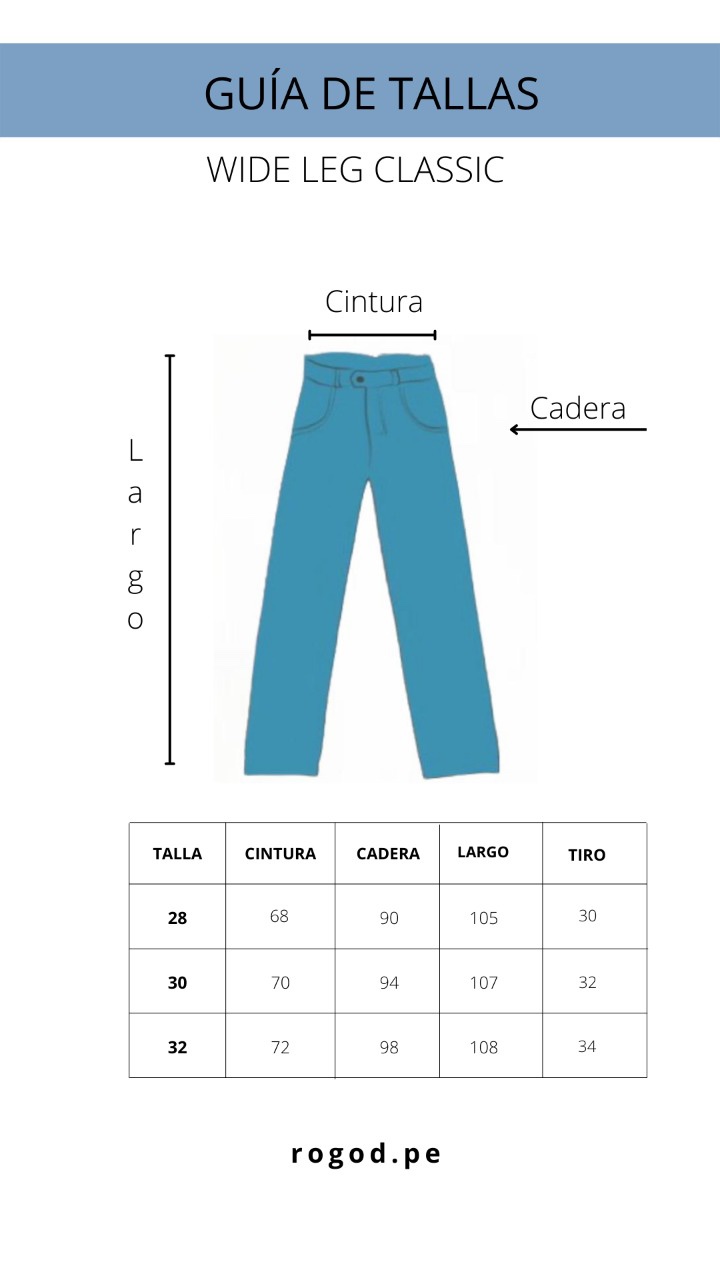 GUÍA DE TALLAS
WIDE LEG CLASSIC
Cintura
Cadera
Largo
TALLA CINTURA CADERA LARGO TIRO
28 68 90 105 30
30 70 94 107 32
32 72 98 108 34
rogod.pe